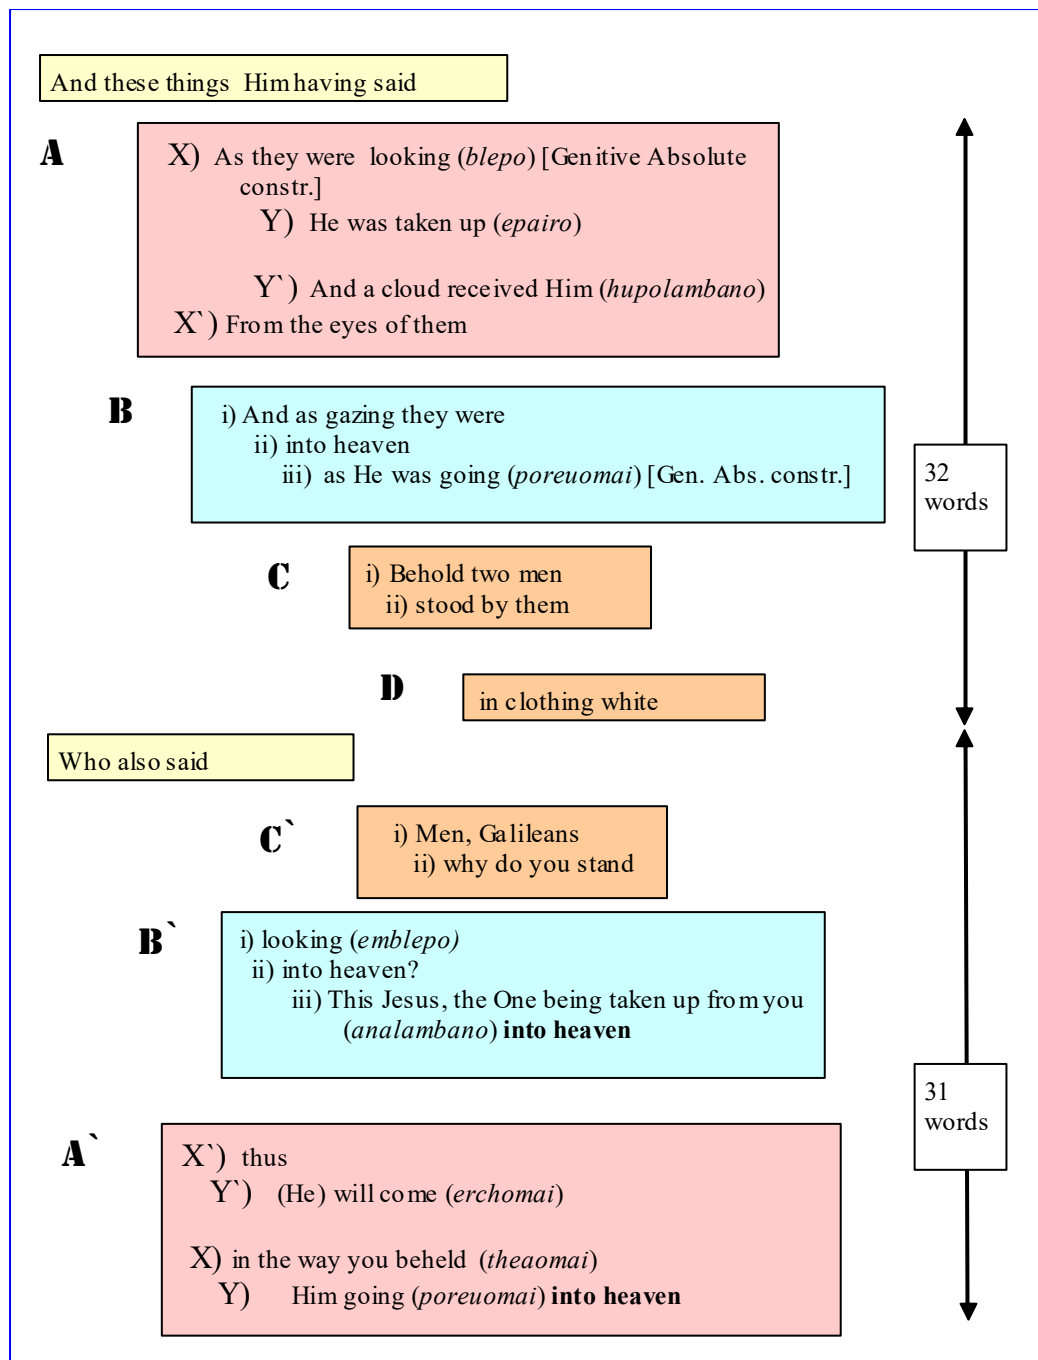 And these things Him having said
A
X) As they were looking (blepo) [Genitive Absolute
constr.]
Y) He was taken up (epairo)
Y`) And a cloud received Him (hupolambano)
X`) From the eyes of them
B
i) And as gazing they were
ii) into heaven
iii) as He was going (poreuomai) [Gen. Abs. constr.]
32
words
C
i) Behold two men
ii) stood by them
D
in clothing white
Who also said
C`
i) Men, Galileans
ii) why do you stand
B`
i) looking (emblepo)
ii) into heaven?
iii) This Jesus, the One being taken up from you
(analambano) into heaven
31
words
A`
X`) thus
Y`) (He) will come (erchomai)
X) in the way you beheld (theaomai)
Y) Him going (poreuomai) into heaven